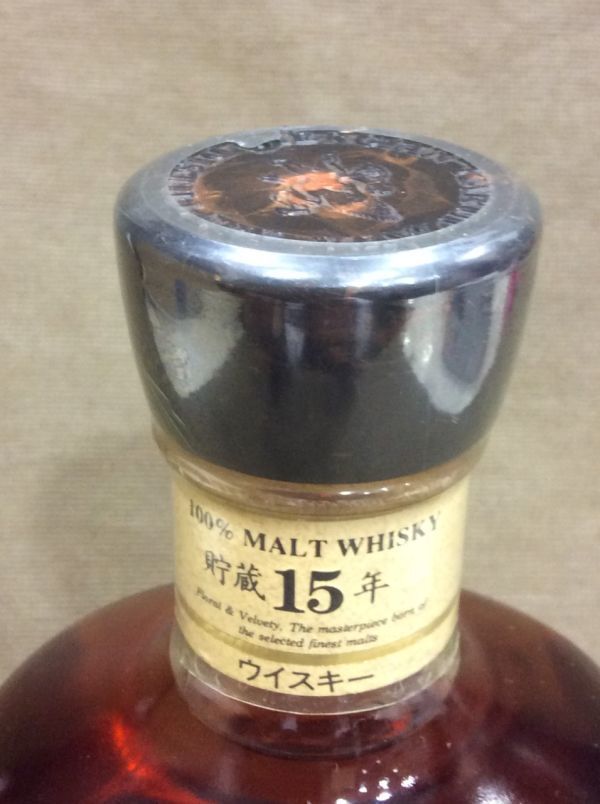 100% MALT WHISKY
貯蔵15年
Floral & Velvety. The masterpiece born of
the selected finest malts
ウイスキー